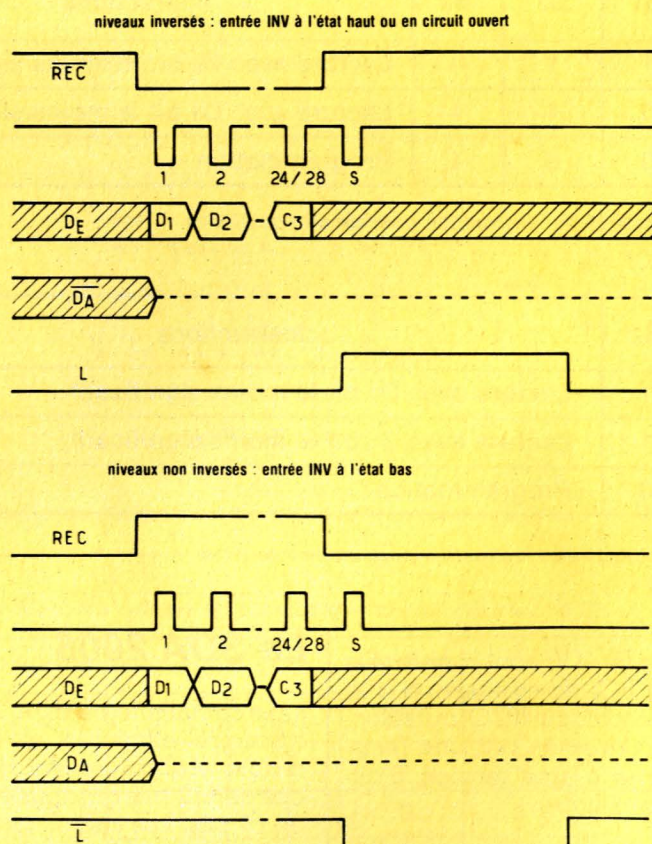 niveaux inversés : entrée INV à l'état haut ou en circuit ouvert
REC
1 2 24/28 S
DE D1 D2 C3
DA
L
niveaux non inversés : entrée INV à l'état bas
REC
1 2 24/28 S
DE D1 D2 C3
DA
L